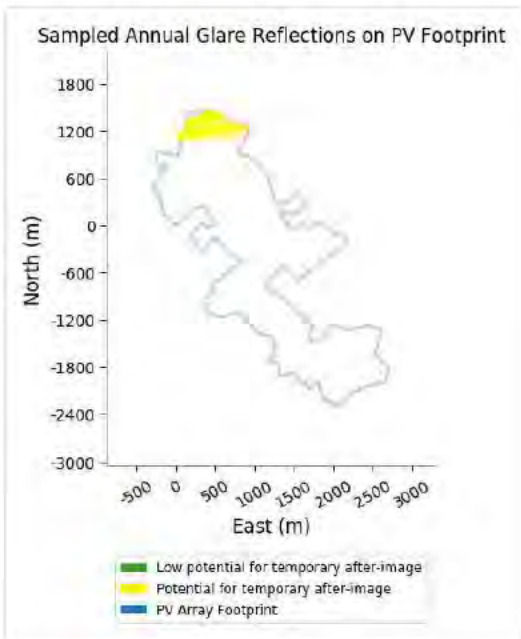 Sampled Annual Glare Reflections on PV Footprint
1800
1200
600
0
-600
-1200
-1800
-2400
-3000
North (m)
-500
0
500
1000
1500
2000
2500
3000
East (m)
Low potential for temporary after-image
Potential for temporary after-image
PV Array Footprint